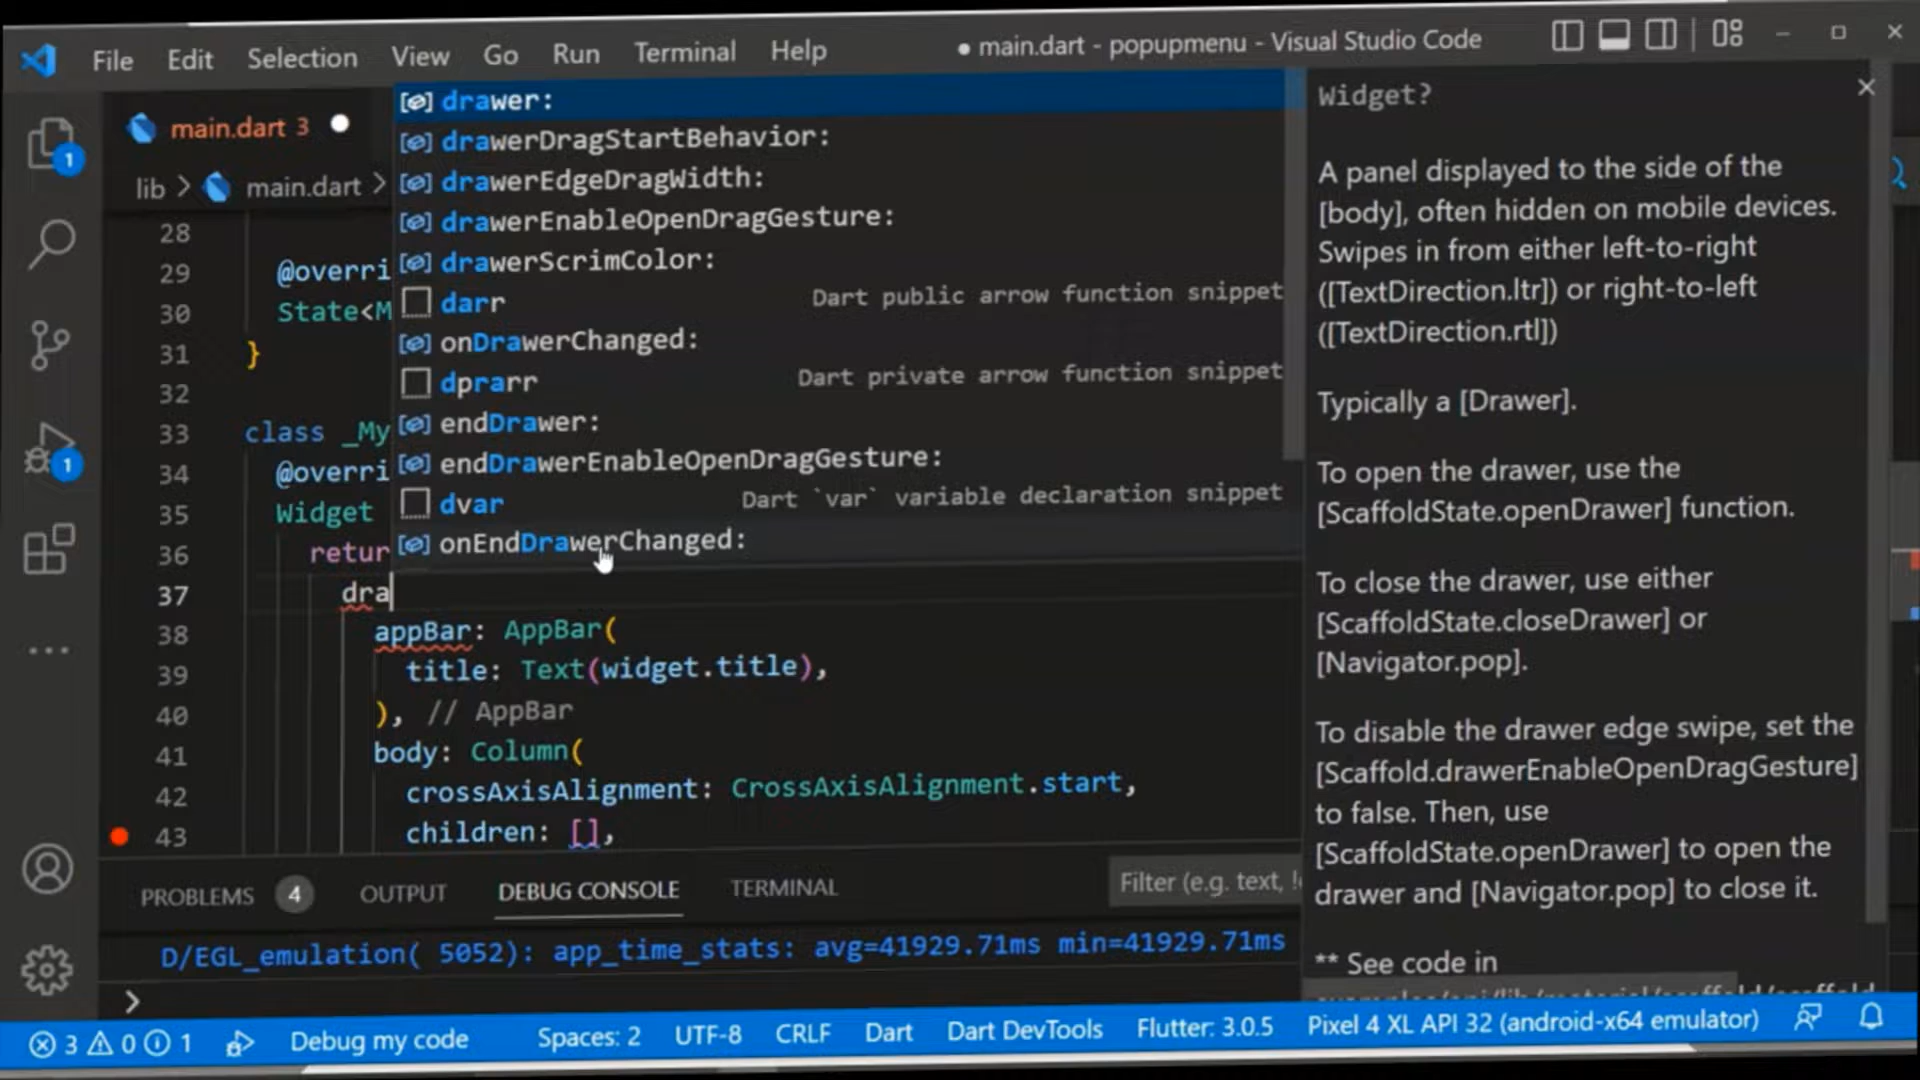 File Edit Selection View Go Run Terminal Help
● main.dart - popupmenu - Visual Studio Code
main.dart 3
lib > main.dart >
1
1
28
29 @overri
30 State<M
31 }
32
33 class _My
34 @overri
35 Widget
36 retur
37 dra
38 appBar: AppBar(
39 title: Text(widget.title),
40 ), // AppBar
41 body: Column(
42 crossAxisAlignment: CrossAxisAlignment.start,
43 children: [],
drawer:
drawerDragStartBehavior:
drawerEdgeDragWidth:
drawerEnableOpenDragGesture:
drawerScrimColor:
darr Dart public arrow function snippet
onDrawerChanged:
dprarr Dart private arrow function snippet
endDrawer:
endDrawerEnableOpenDragGesture:
dvar Dart `var` variable declaration snippet
onEndDrawerChanged:
Widget?
A panel displayed to the side of the
[body], often hidden on mobile devices.
Swipes in from either left-to-right
([TextDirection.ltr]) or right-to-left
([TextDirection.rtl])
Typically a [Drawer].
To open the drawer, use the
[ScaffoldState.openDrawer] function.
To close the drawer, use either
[ScaffoldState.closeDrawer] or
[Navigator.pop].
To disable the drawer edge swipe, set the
[Scaffold.drawerEnableOpenDragGesture]
to false. Then, use
[ScaffoldState.openDrawer] to open the
drawer and [Navigator.pop] to close it.
** See code in
PROBLEMS 4 OUTPUT DEBUG CONSOLE TERMINAL
Filter (e.g. text, !e
D/EGL_emulation( 5052): app_time_stats: avg=41929.71ms min=41929.71ms
>
3 0 1 Debug my code Spaces: 2 UTF-8 CRLF Dart Dart DevTools Flutter: 3.0.5 Pixel 4 XL API 32 (android-x64 emulator)